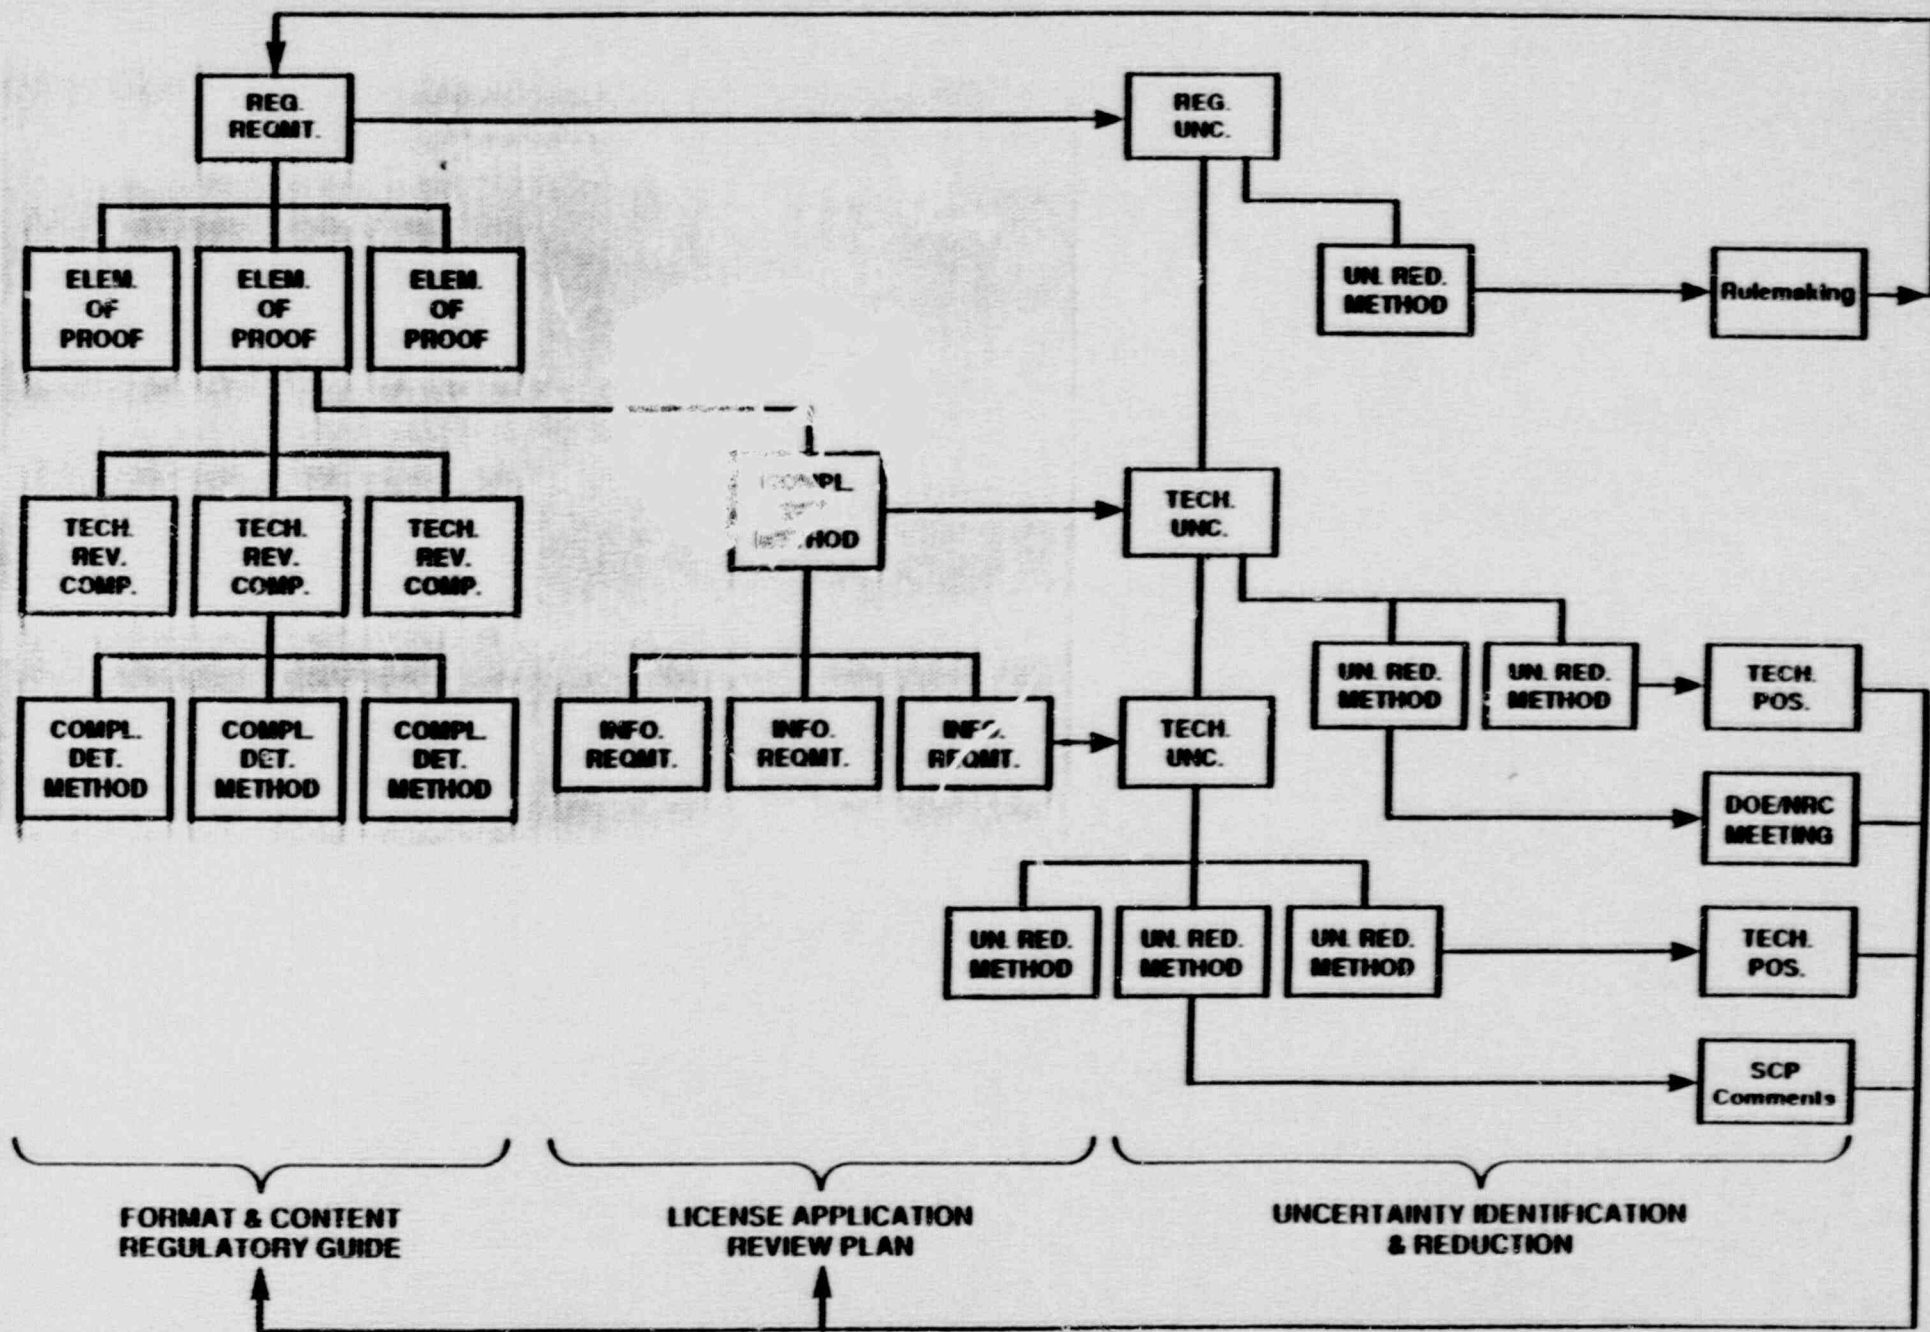 REG.
REQMT.
REG.
UNC.
ELEM.
OF
PROOF
ELEM.
OF
PROOF
ELEM.
OF
PROOF
UN. RED.
METHOD
Rulemaking
TECH.
REV.
COMP.
TECH.
REV.
COMP.
TECH.
REV.
COMP.
TECH.
UNC.
COMPL.
DET.
METHOD
COMPL.
DET.
METHOD
COMPL.
DET.
METHOD
INFO.
REQMT.
INFO.
REQMT.
INFO.
REQMT.
TECH.
UNC.
UN. RED.
METHOD
UN. RED.
METHOD
TECH.
POS.
DOE/NRC
MEETING
UN. RED.
METHOD
UN. RED.
METHOD
UN. RED.
METHOD
TECH.
POS.
SCP
Comments
FORMAT & CONTENT
REGULATORY GUIDE
LICENSE APPLICATION
REVIEW PLAN
UNCERTAINTY IDENTIFICATION
& REDUCTION